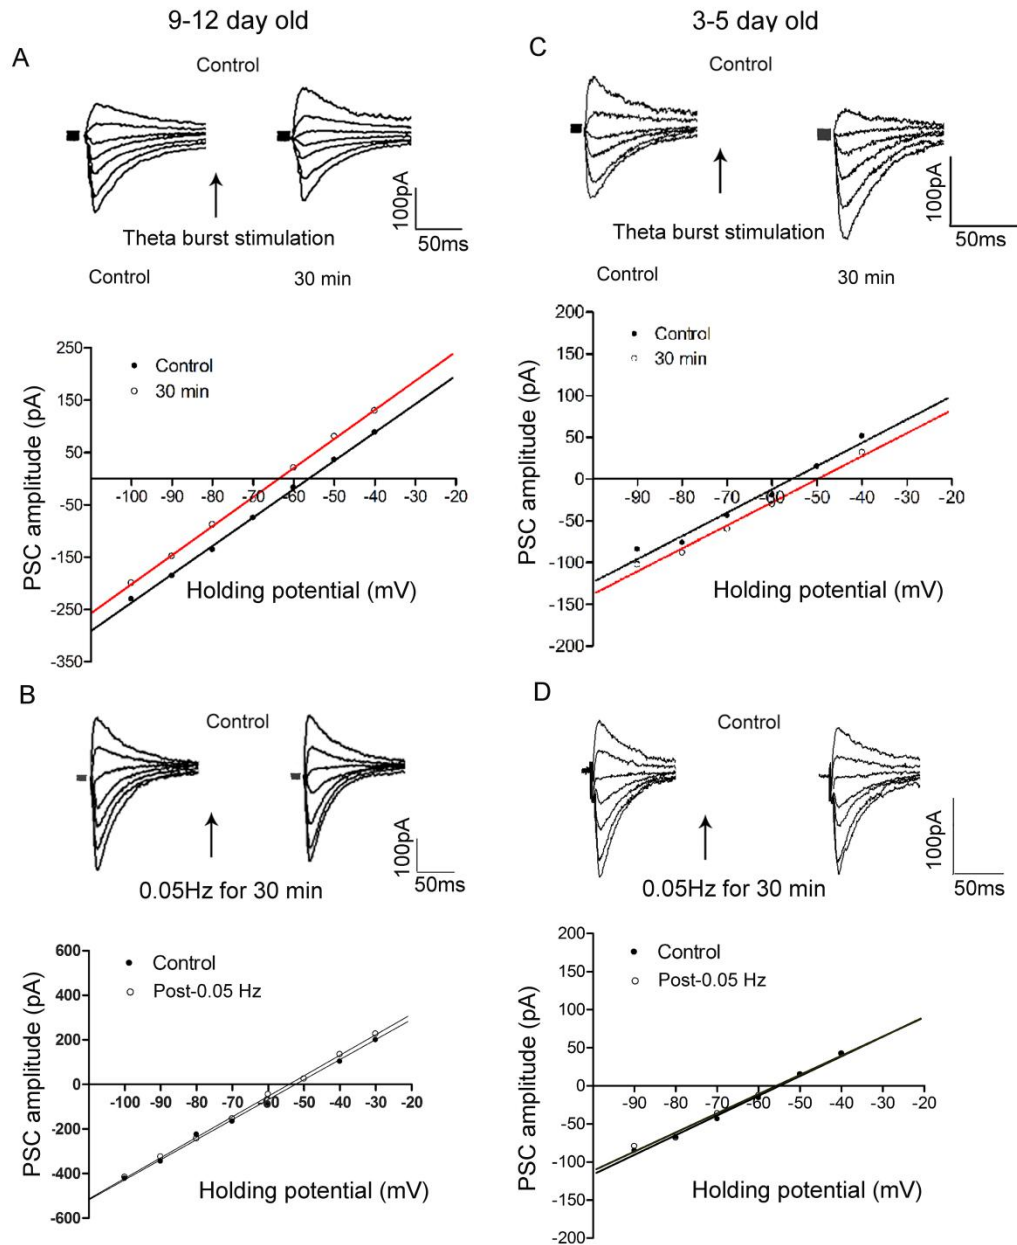 9-12 day old
3-5 day old
A
Control
Theta burst stimulation
100pA
50ms
Control
30 min
PSC amplitude (pA)
250
150
50
-50
-150
-250
-350
Control
30 min
-100 -90 -80 -70 -60 -50 -40 -30 -20
Holding potential (mV)
C
Control
Theta burst stimulation
100pA
50ms
Control
30 min
PSC amplitude (pA)
200
150
100
50
0
-50
-100
-150
-200
Control
30 min
-90 -80 -70 -60 -50 -40 -30 -20
Holding potential (mV)
B
Control
0.05Hz for 30 min
100pA
50ms
PSC amplitude (pA)
600
400
200
0
-200
-400
-600
Control
Post-0.05 Hz
-100 -90 -80 -70 -60 -50 -40 -30 -20
Holding potential (mV)
D
Control
0.05Hz for 30 min
100pA
50ms
PSC amplitude (pA)
200
150
100
50
0
-50
-100
-150
-200
Control
Post-0.05 Hz
-90 -80 -70 -60 -50 -40 -30 -20
Holding potential (mV)